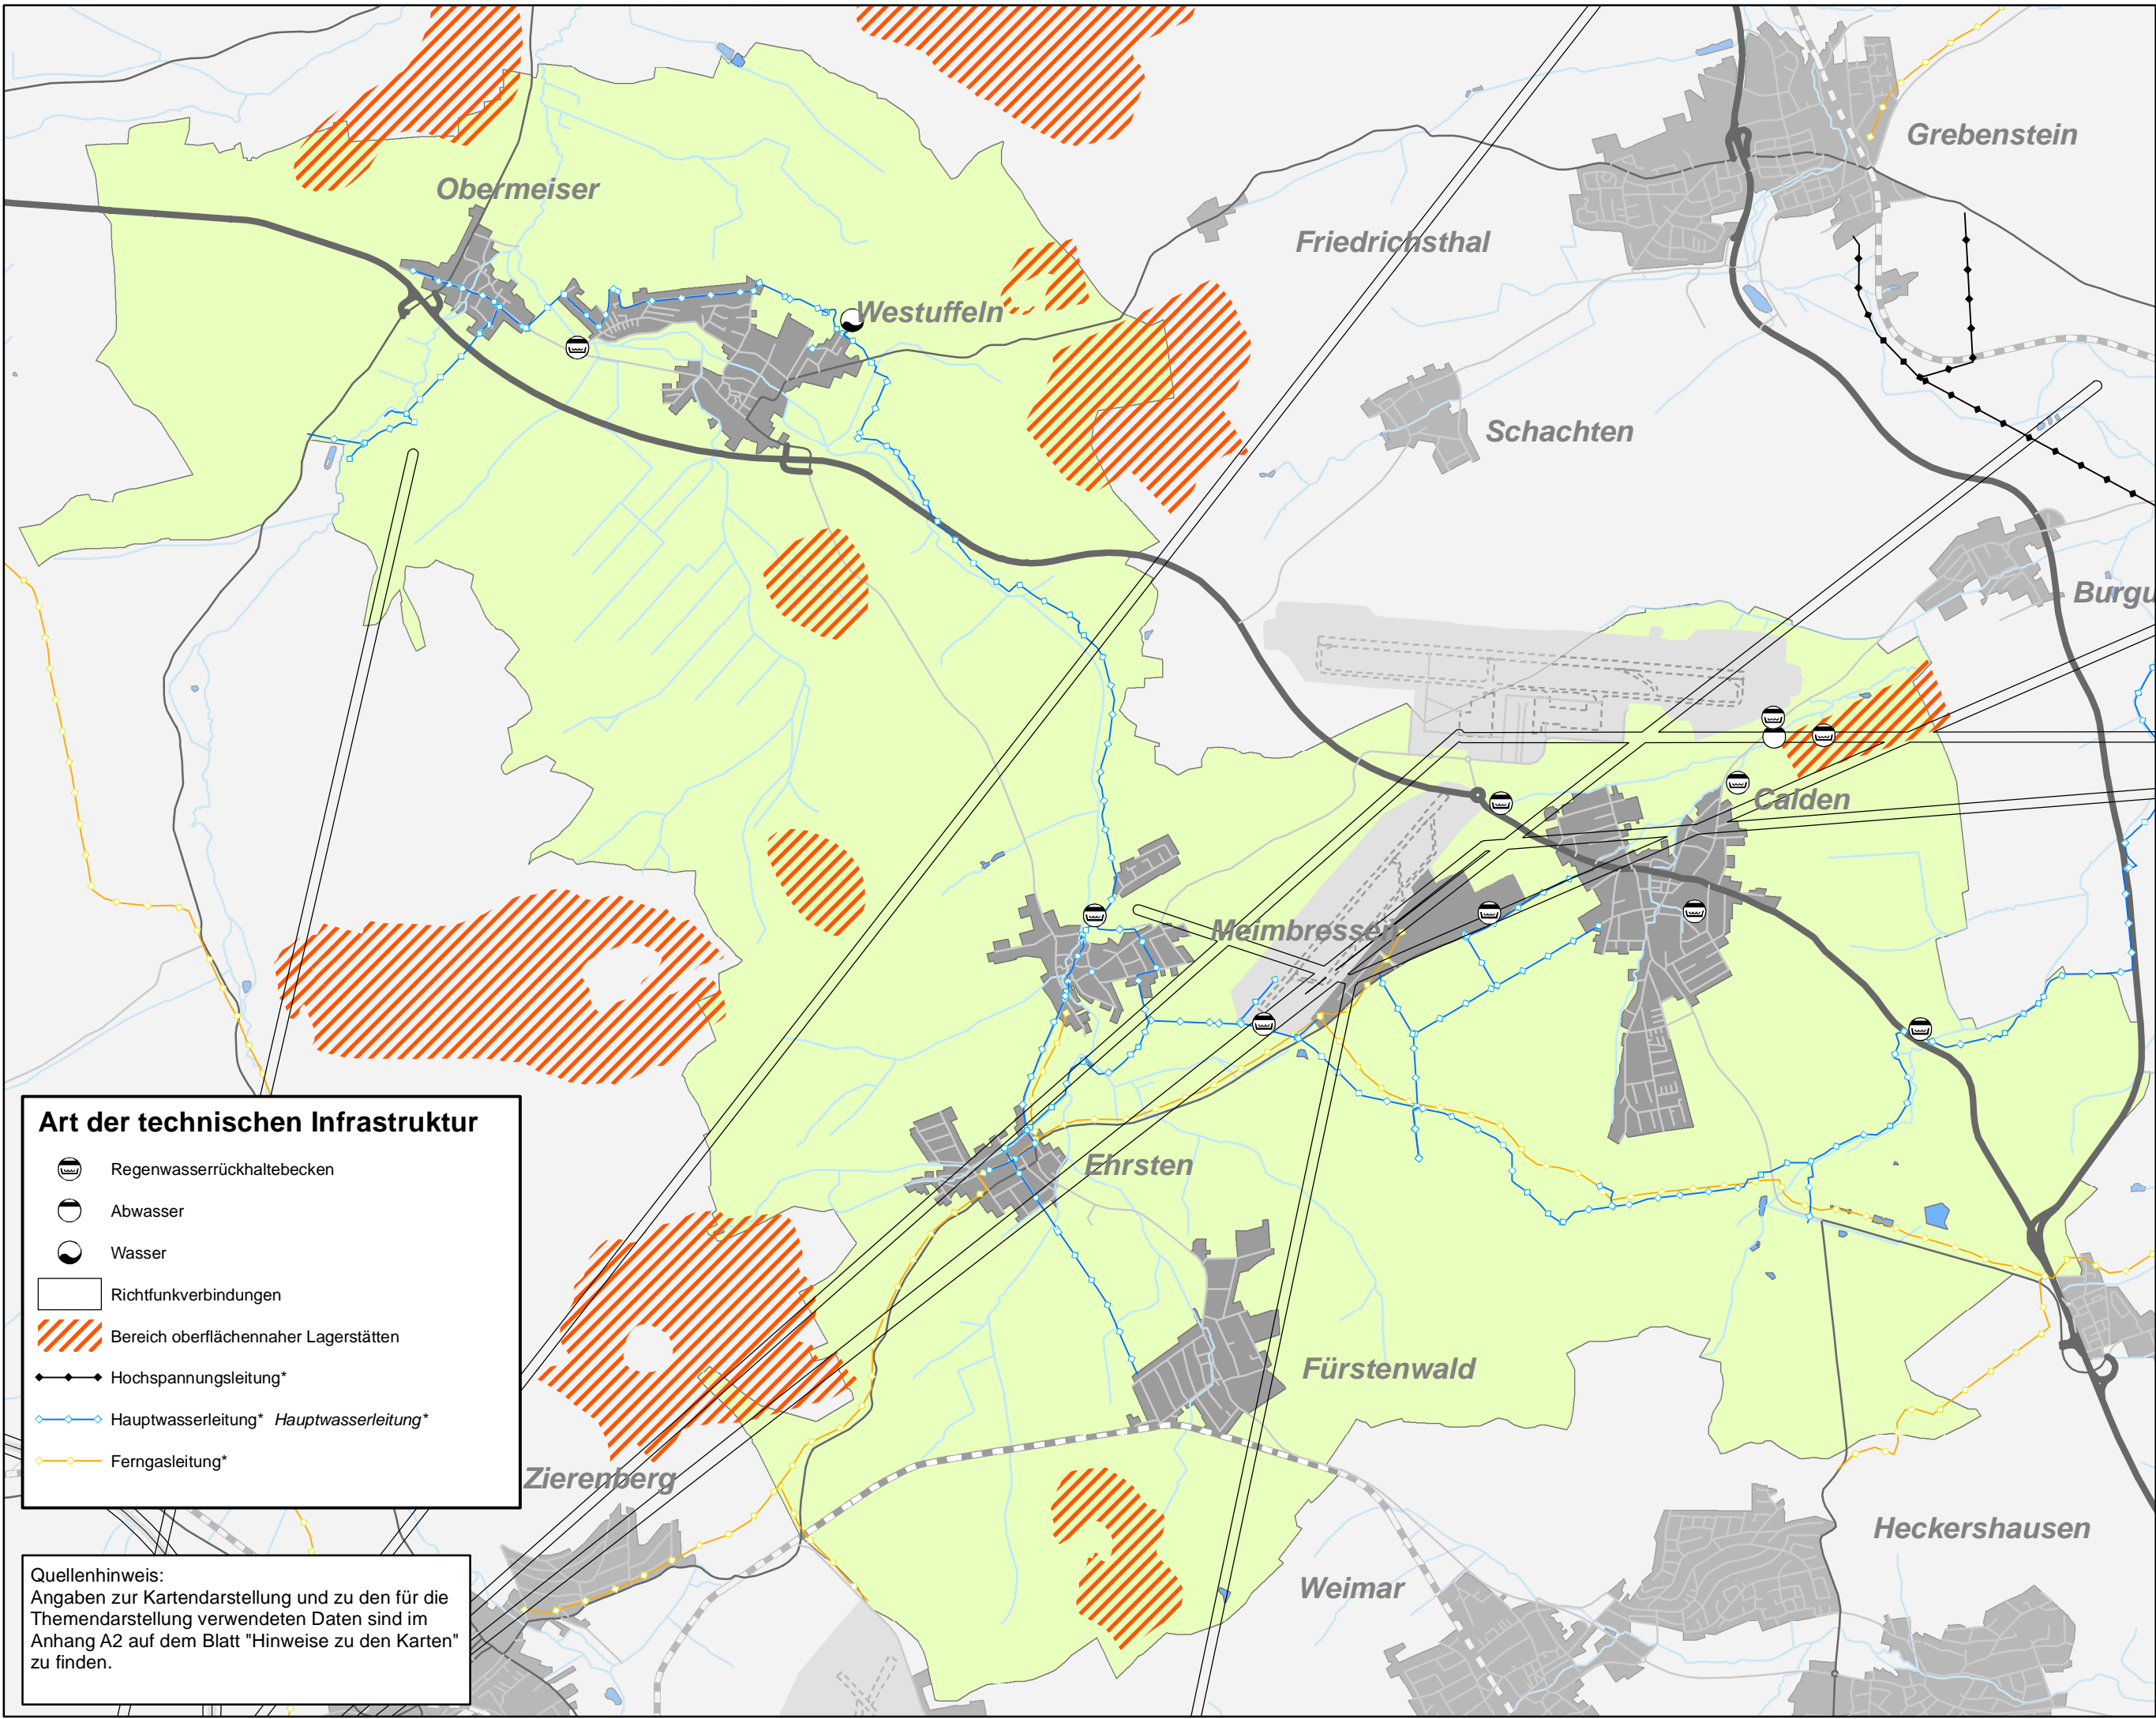 Grebenstein
Obermeiser
Friedrichsthal
Westuffeln
Schachten
Burgu
Calden
Meimbressen
Ehrsten
Fürstenwald
Zierenberg
Heckershausen
Weimar
Art der technischen Infrastruktur
Regenwasserrückhaltebecken
Abwasser
Wasser
Richtfunkverbindungen
Bereich oberflächennaher Lagerstätten
Hochspannungsleitung*
Hauptwasserleitung* Hauptwasserleitung*
Ferngasleitung*
Quellenhinweis:
Angaben zur Kartendarstellung und zu den für die
Themendarstellung verwendeten Daten sind im
Anhang A2 auf dem Blatt "Hinweise zu den Karten"
zu finden.